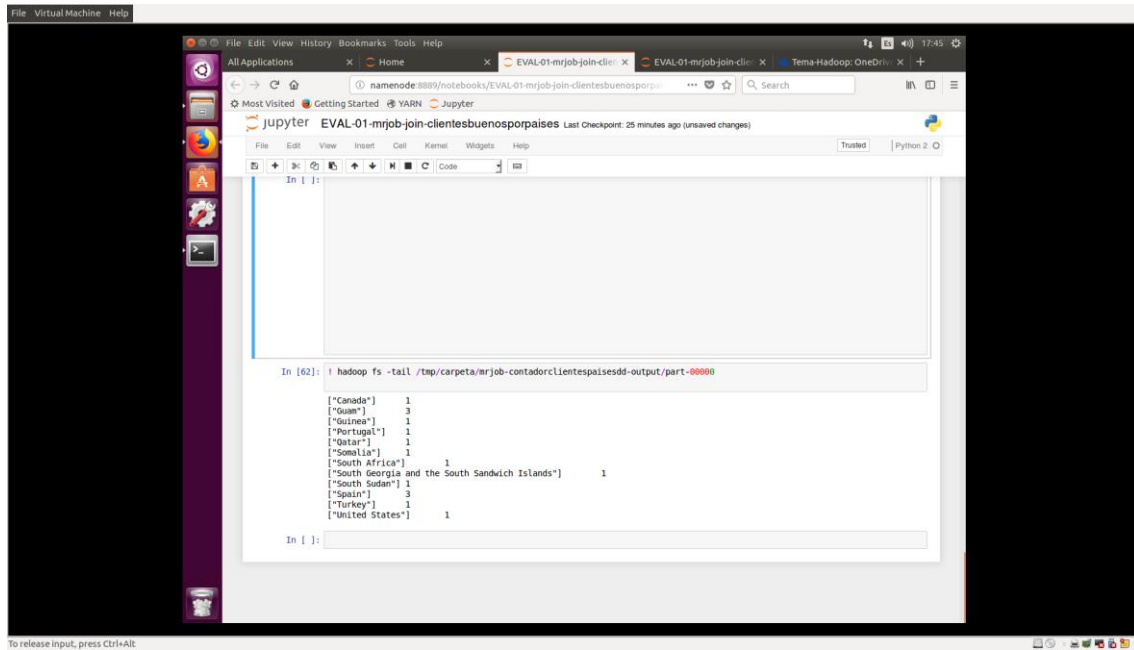 File Virtual Machine Help
File Edit View History Bookmarks Tools Help
Es 17:45
All Applications
Home
EVAL-01-mrjob-join-clien
EVAL-01-mrjob-join-clien
Tema-Hadoop: OneDriv
namenode:8889/notebooks/EVAL-01-mrjob-join-clientesbuenosporpa
Search
Most Visited Getting Started YARN Jupyter
jupyter EVAL-01-mrjob-join-clientesbuenosporpaises Last Checkpoint: 25 minutes ago (unsaved changes)
File Edit View Insert Cell Kernel Widgets Help
Trusted Python 2
Code
In [ ]:
In [62]: ! hadoop fs -tail /tmp/carpeta/mrjob-contadorclientespaisesdd-output/part-00000
["Canada"] 1
["Guam"] 3
["Guinea"] 1
["Portugal"] 1
["Qatar"] 1
["Somalia"] 1
["South Africa"] 1
["South Georgia and the South Sandwich Islands"] 1
["South Sudan"] 1
["Spain"] 3
["Turkey"] 1
["United States"] 1
In [ ]:
To release input, press Ctrl+Alt